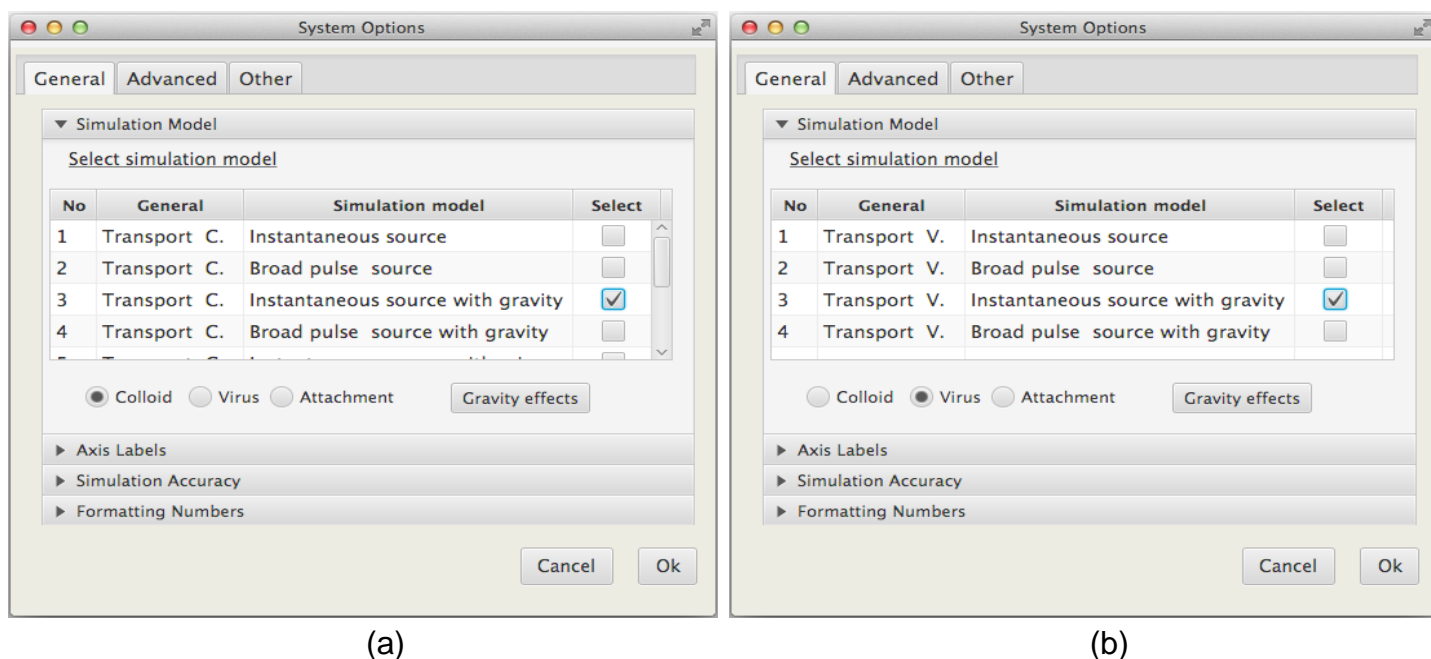 System Options
General Advanced Other
Simulation Model
Select simulation model
No General Simulation model Select
1 Transport C. Instantaneous source
2 Transport C. Broad pulse source
3 Transport C. Instantaneous source with gravity
4 Transport C. Broad pulse source with gravity
Colloid Virus Attachment Gravity effects
Axis Labels
Simulation Accuracy
Formatting Numbers
Cancel Ok
(a)
System Options
General Advanced Other
Simulation Model
Select simulation model
No General Simulation model Select
1 Transport V. Instantaneous source
2 Transport V. Broad pulse source
3 Transport V. Instantaneous source with gravity
4 Transport V. Broad pulse source with gravity
Colloid Virus Attachment Gravity effects
Axis Labels
Simulation Accuracy
Formatting Numbers
Cancel Ok
(b)